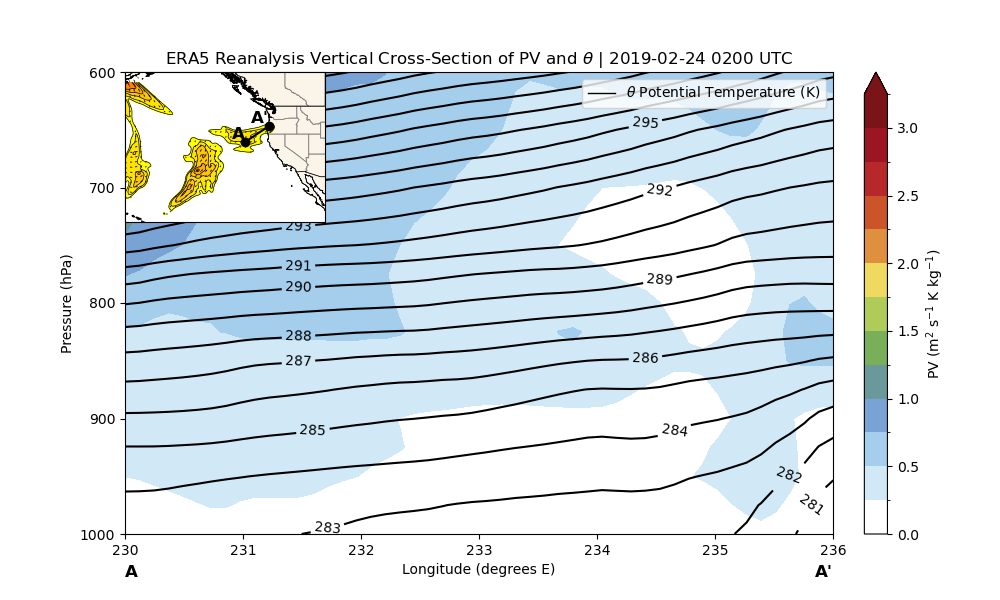 ERA5 Reanalysis Vertical Cross-Section of PV and θ | 2019-02-24 0200 UTC
θ Potential Temperature (K)
A
A'
295
292
293
291
290
289
288
287
286
285
284
283
282
281
600
700
800
900
1000
Pressure (hPa)
230 231 232 233 234 235 236
Longitude (degrees E)
A A'
3.0
2.5
2.0
1.5
1.0
0.5
0.0
PV (m² s⁻¹ K kg⁻¹)